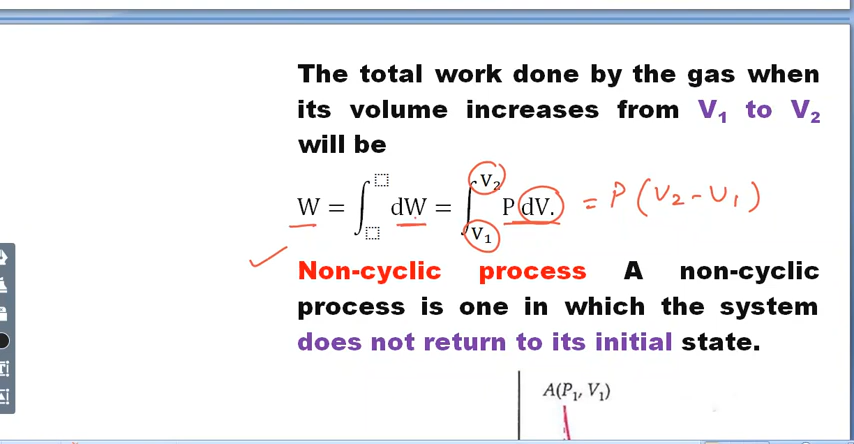 The total work done by the gas when
its volume increases from V₁ to V₂
will be
W = ∫ dW = ∫_{V₁}^{V₂} P dV. = P (V₂ - V₁)
Non-cyclic process A non-cyclic
process is one in which the system
does not return to its initial state.
A(P₁, V₁)